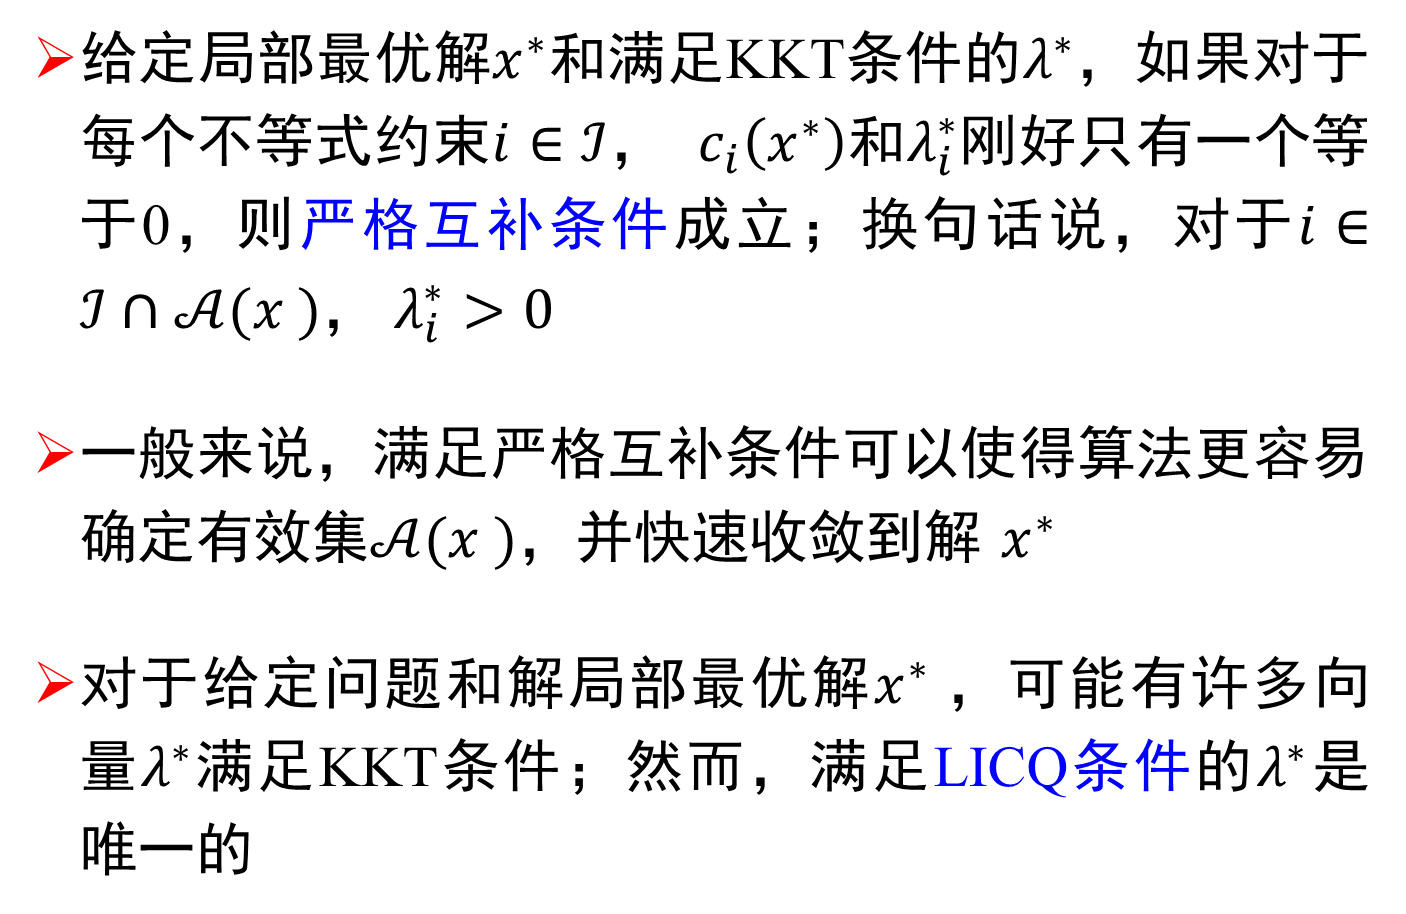 ➢给定局部最优解𝑥*和满足KKT条件的𝜆*，如果对于
每个不等式约束𝑖 ∈ ℐ， 𝑐ᵢ(𝑥*)和𝜆ᵢ*刚好只有一个等
于0，则严格互补条件成立；换句话说，对于𝑖 ∈
ℐ ∩ 𝒜(𝑥 )， 𝜆ᵢ* > 0
➢一般来说，满足严格互补条件可以使得算法更容易
确定有效集𝒜(𝑥 )，并快速收敛到解 𝑥*
➢对于给定问题和解局部最优解𝑥* ，可能有许多向
量𝜆*满足KKT条件；然而，满足LICQ条件的𝜆*是
唯一的